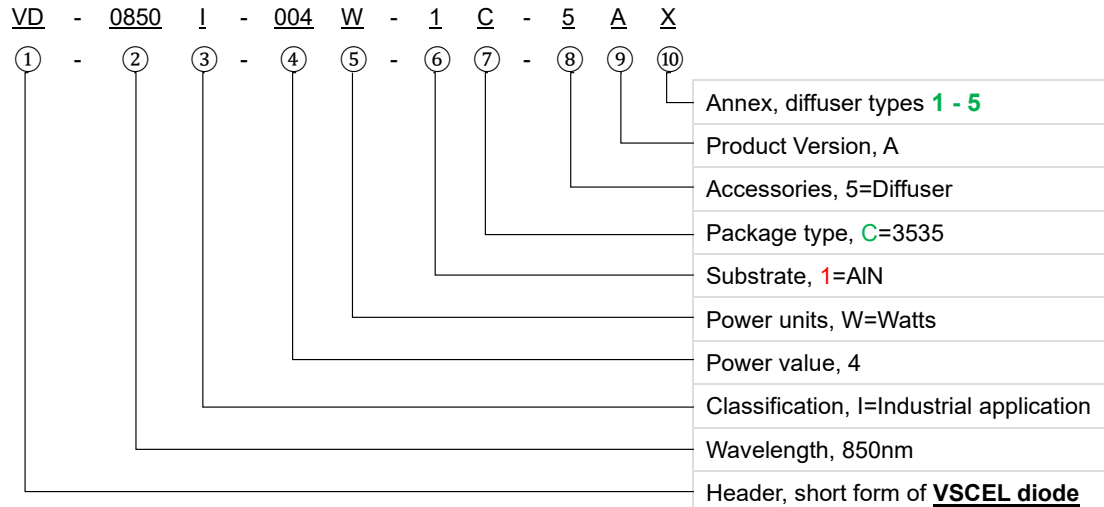 VD - 0850 I - 004 W - 1 C - 5 A X
① - ② ③ - ④ ⑤ - ⑥ ⑦ - ⑧ ⑨ ⑩
Annex, diffuser types 1 - 5
Product Version, A
Accessories, 5=Diffuser
Package type, C=3535
Substrate, 1=AlN
Power units, W=Watts
Power value, 4
Classification, I=Industrial application
Wavelength, 850nm
Header, short form of VSCEL diode